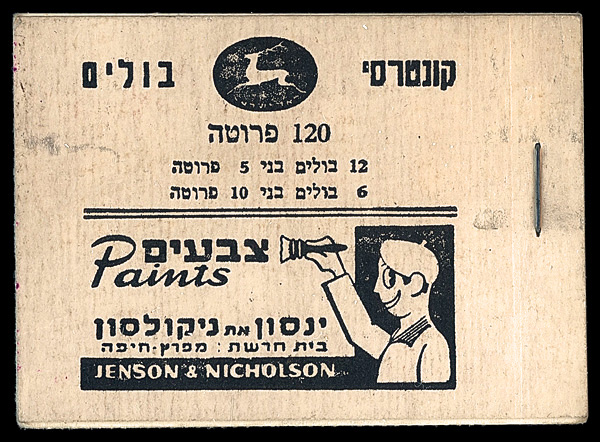 קונטרסי בולים
120 פרוטה
12 בולים בני 5 פרוטה
6 בולים בני 10 פרוטה
צבעים
Paints
ינסון את ניקולסון
בית חרשת: מפרץ-חיפה
JENSON & NICHOLSON